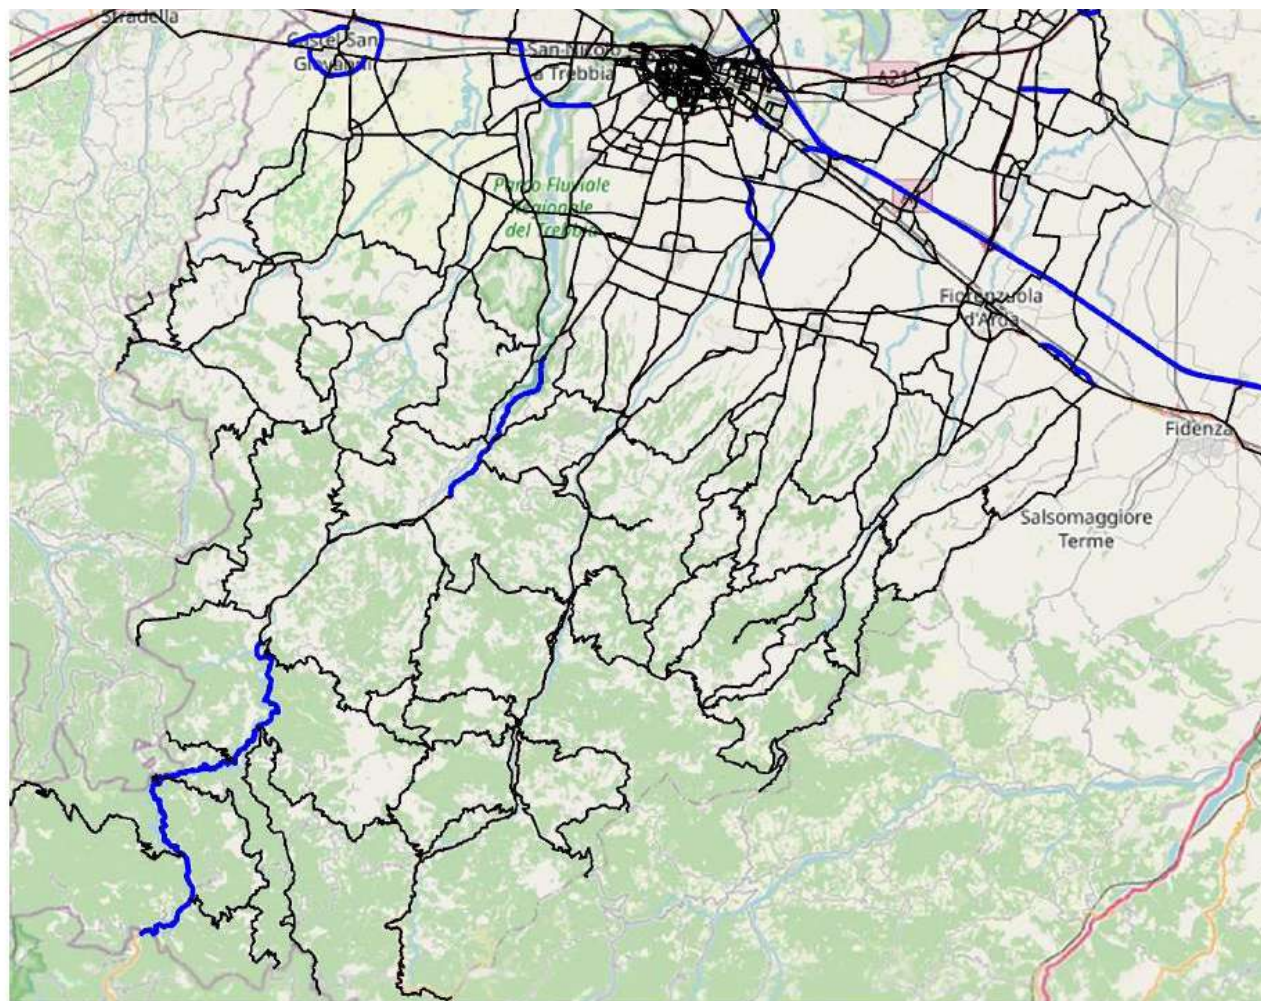 Stradella
Castel San
Giovanni
San Nicolò
a Trebbia
A21
Parco Fluviale
Regionale
del Trebbia
Fiorenzuola
d'Arda
Fidenza
Salsomaggiore
Terme